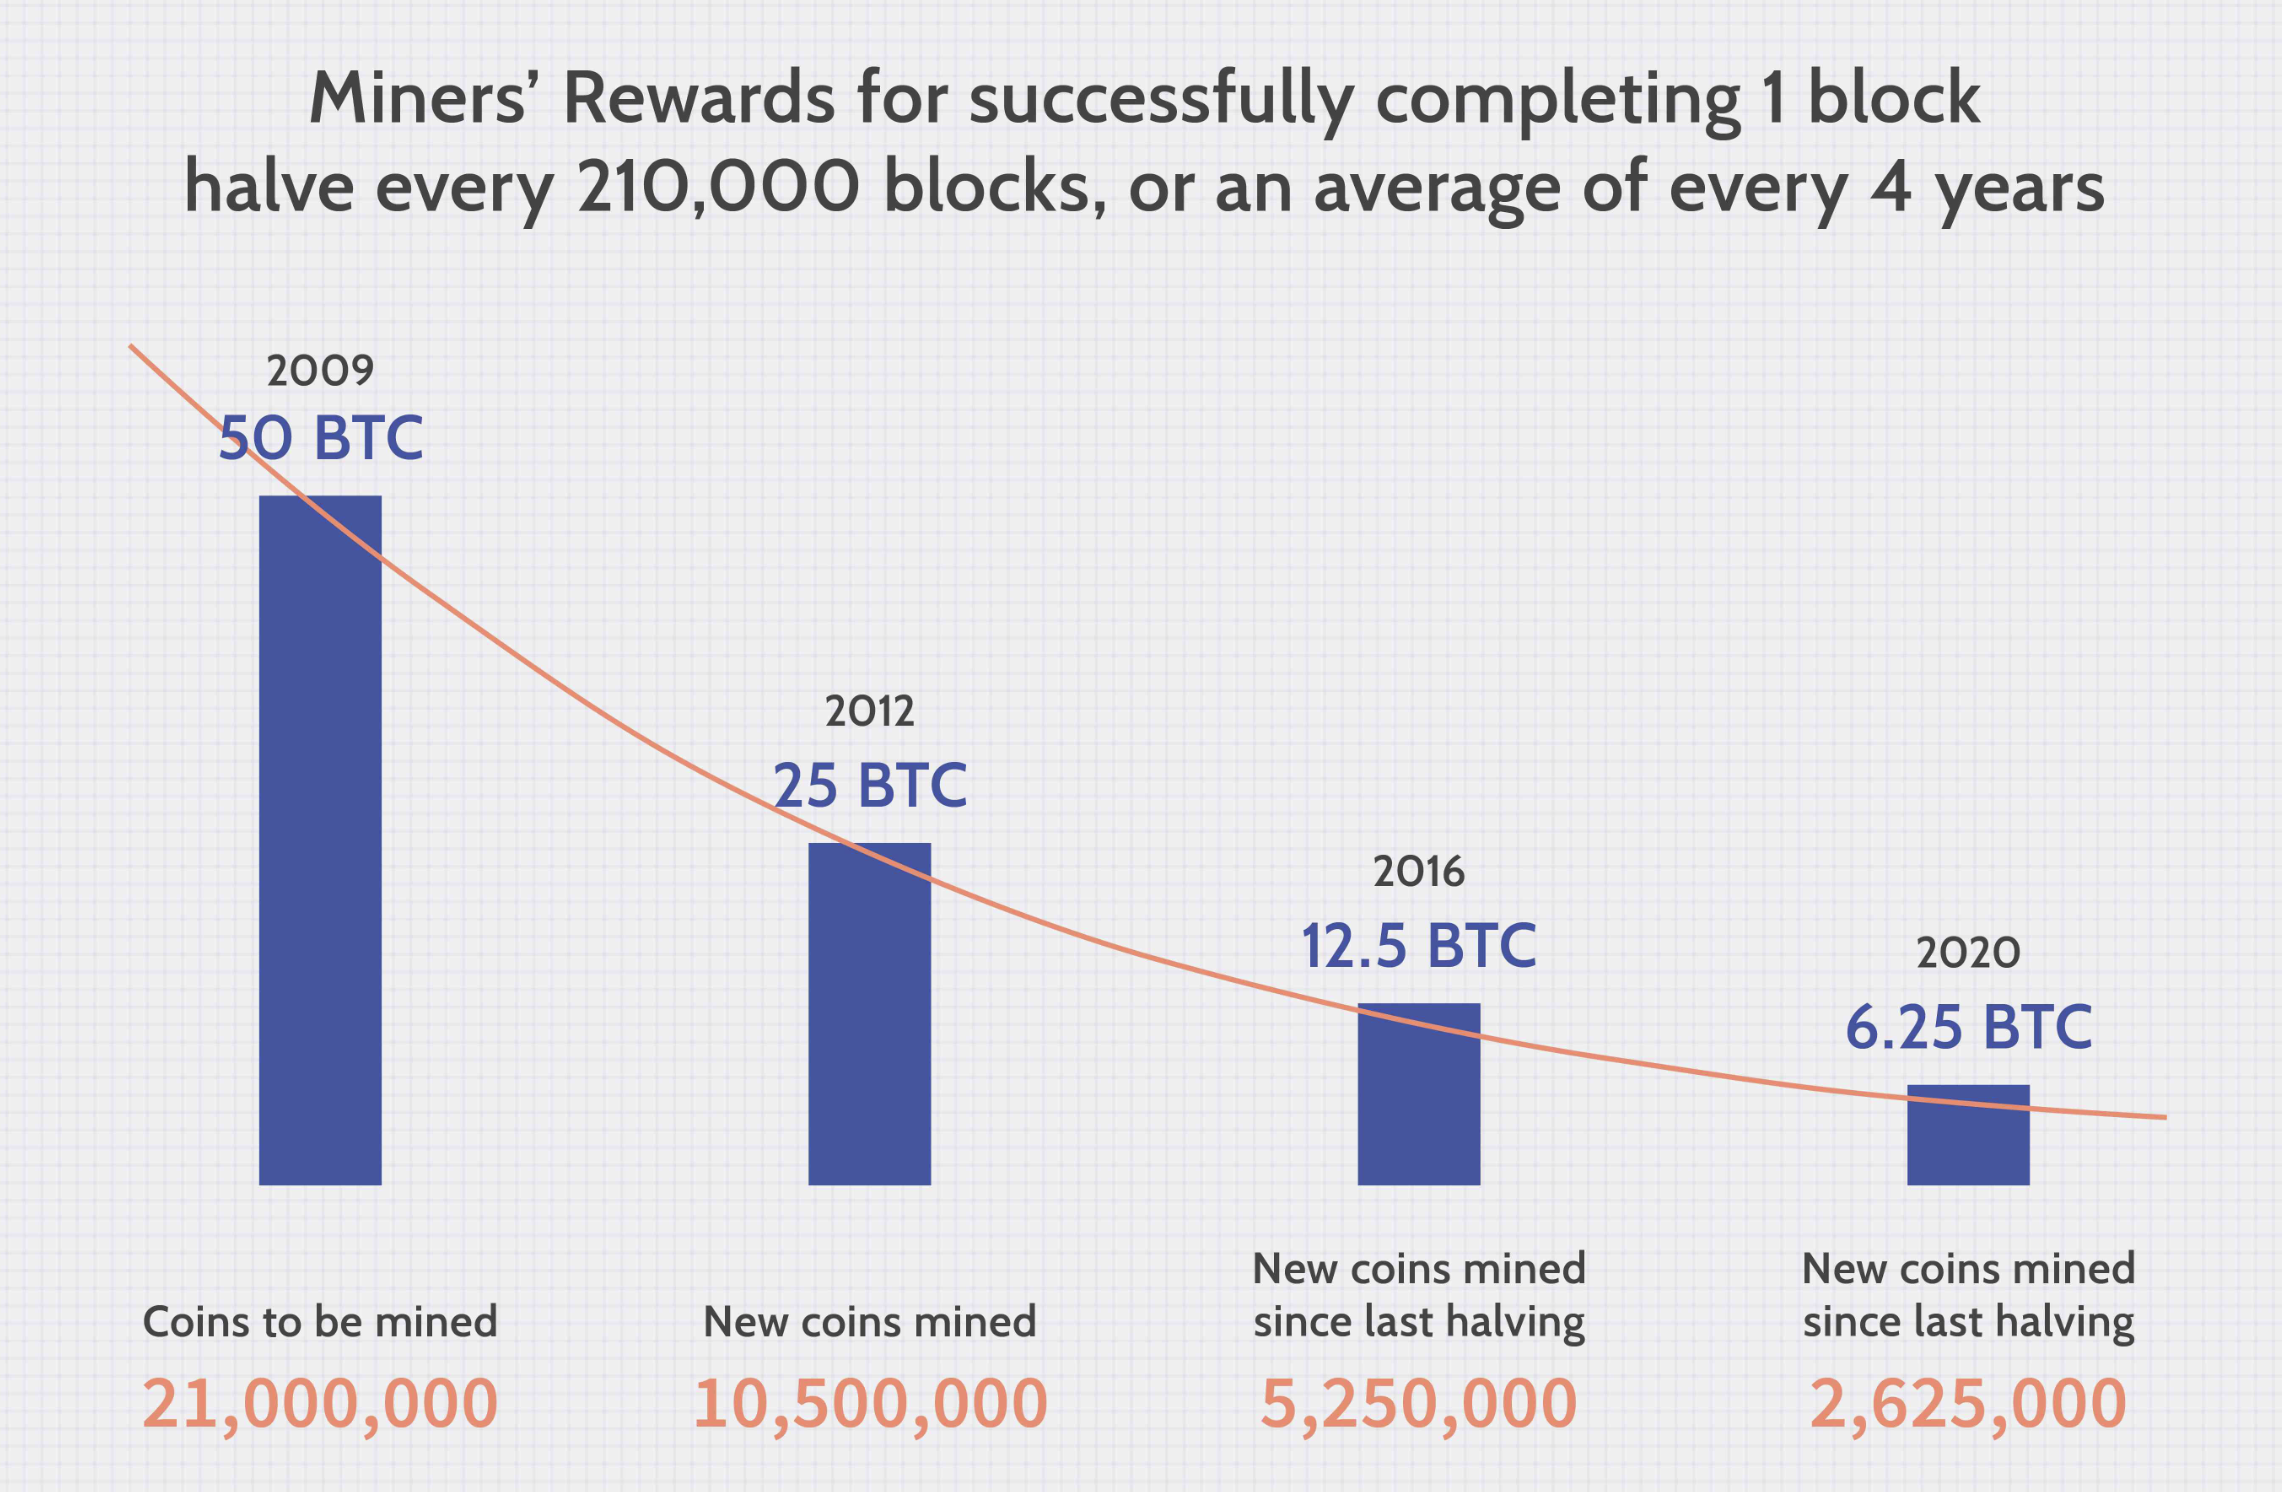 Miners’ Rewards for successfully completing 1 block
halve every 210,000 blocks, or an average of every 4 years
2009
50 BTC
2012
25 BTC
2016
12.5 BTC
2020
6.25 BTC
Coins to be mined
21,000,000
New coins mined
10,500,000
New coins mined
since last halving
5,250,000
New coins mined
since last halving
2,625,000